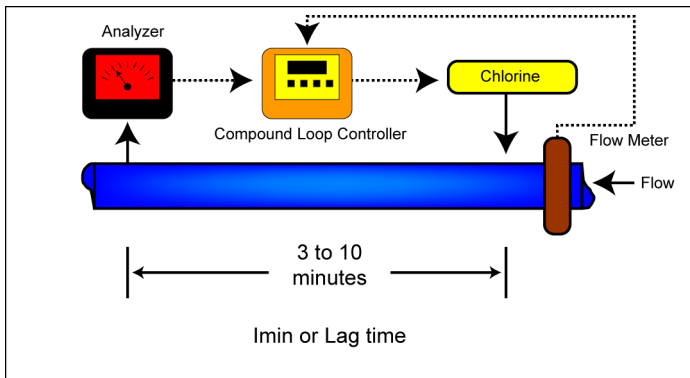 Analyzer
Chlorine
Compound Loop Controller
Flow Meter
Flow
3 to 10
minutes
Imin or Lag time